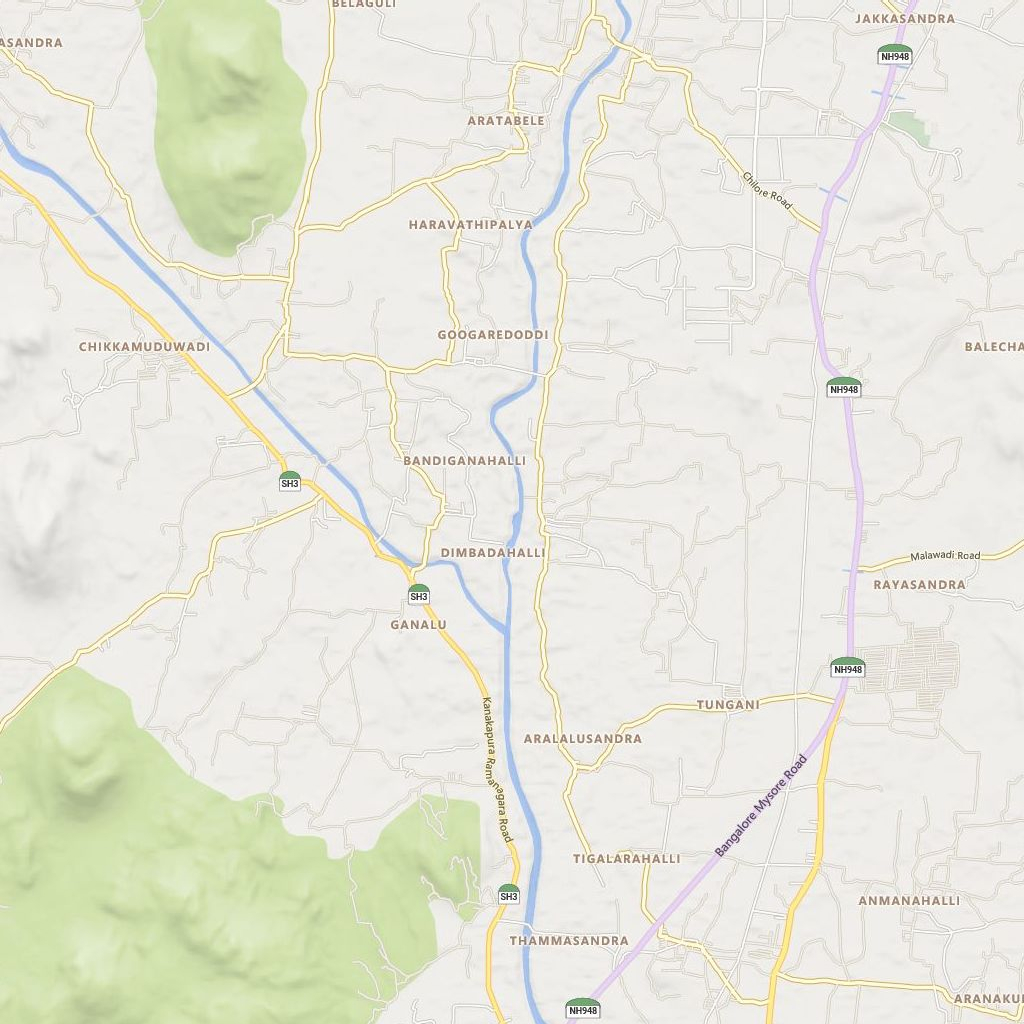 BELAGULI
JAKKASANDRA
ASANDRA
NH948
ARATABELE
Chilore Road
HARAVATHIPALYA
GOOGAREDODDI
CHIKKAMUDUWADI
BALECHA
NH948
BANDIGANAHALLI
SH3
DIMBADAHALLI
Malawadi Road
RAYASANDRA
SH3
GANALU
NH948
TUNGANI
Kanakapura Ramanagara Road
ARALALUSANDRA
Bangalore Mysore Road
TIGALARAHALLI
SH3
ANMANAHALLI
THAMMASANDRA
ARANAKU
NH948